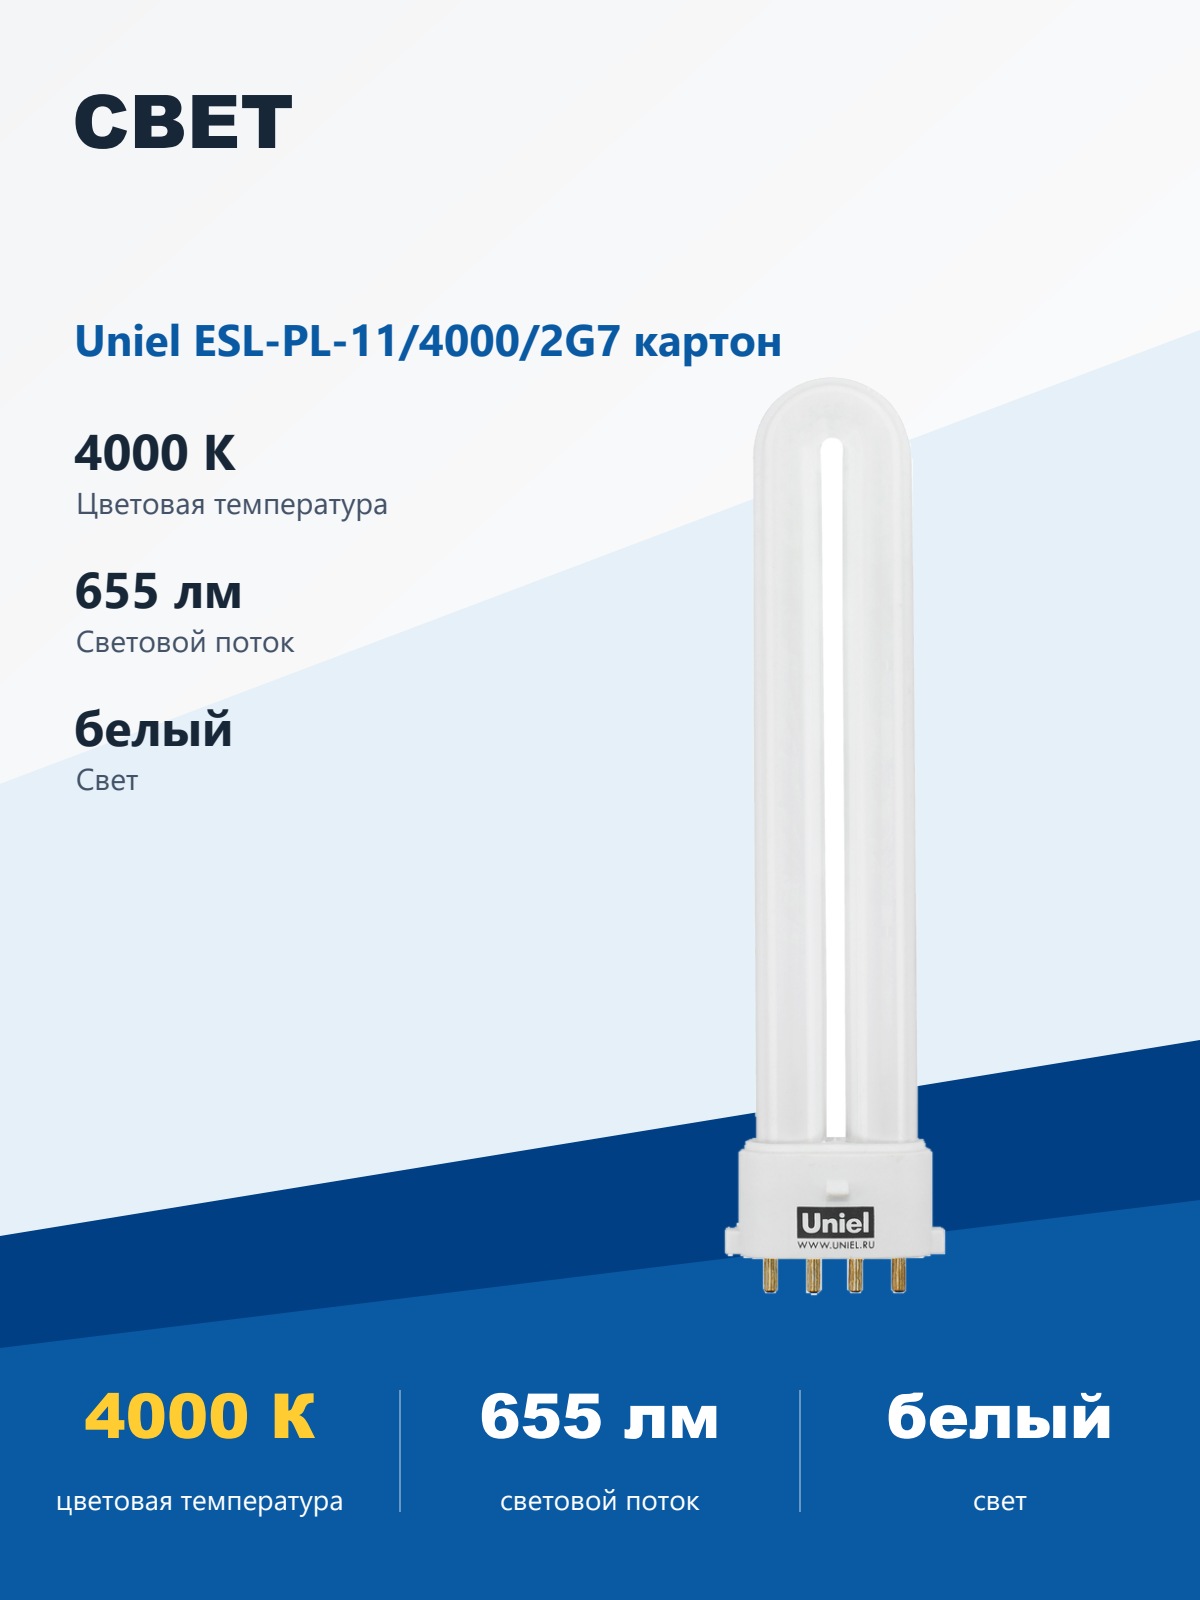 СВЕТ
Uniel ESL-PL-11/4000/2G7 картон
4000 К
Цветовая температура
655 лм
Световой поток
белый
Свет
Uniel
WWW.UNIEL.RU
4000 К
655 лм
белый
цветовая температура
световой поток
свет